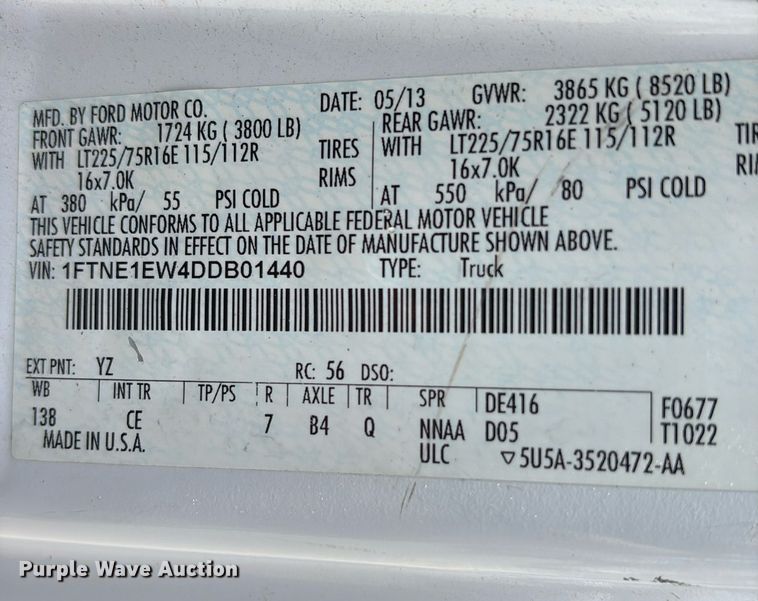 MFD. BY FORD MOTOR CO. DATE: 05/13 GVWR: 3865 KG ( 8520 LB)
FRONT GAWR: 1724 KG ( 3800 LB) REAR GAWR: 2322 KG ( 5120 LB)
WITH LT225/75R16E 115/112R TIRES WITH LT225/75R16E 115/112R TIR
16x7.0K RIMS 16x7.0K RI
AT 380 kPa/ 55 PSI COLD AT 550 kPa/ 80 PSI COLD
THIS VEHICLE CONFORMS TO ALL APPLICABLE FEDERAL MOTOR VEHICLE
SAFETY STANDARDS IN EFFECT ON THE DATE OF MANUFACTURE SHOWN ABOVE.
VIN: 1FTNE1EW4DDB01440 TYPE: Truck
EXT PNT: YZ RC: 56 DSO:
WB INT TR TP/PS R AXLE TR SPR DE416 F0677
138 CE 7 B4 Q NNAA D05 T1022
MADE IN U.S.A. ULC ▽5U5A-3520472-AA
Purple Wave Auction